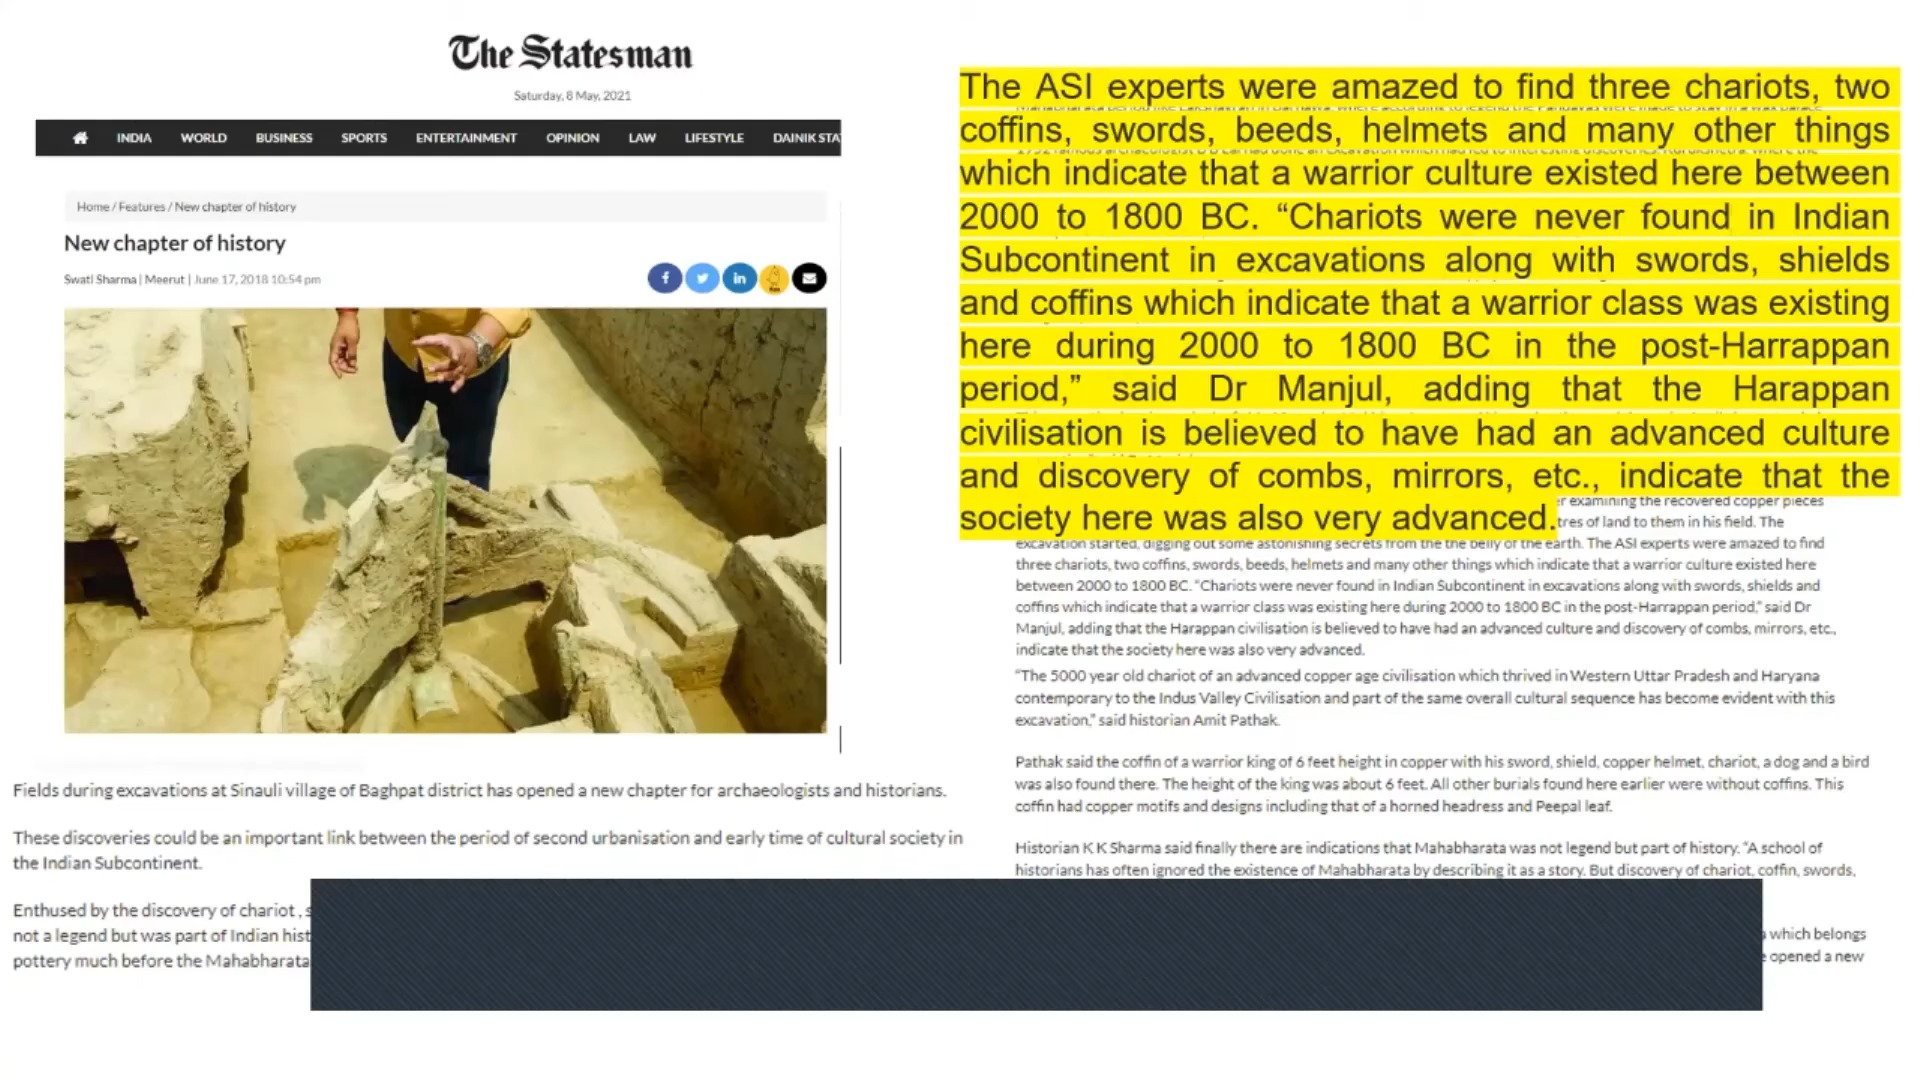 The Statesman
Saturday, 8 May, 2021
INDIA WORLD BUSINESS SPORTS ENTERTAINMENT OPINION LAW LIFESTYLE DAINIK STA
Home / Features / New chapter of history
New chapter of history
Swati Sharma | Meerut | June 17, 2018 10:54 pm
Fields during excavations at Sinauli village of Baghpat district has opened a new chapter for archaeologists and historians.
These discoveries could be an important link between the period of second urbanisation and early time of cultural society in
the Indian Subcontinent.
Enthused by the discovery of chariot , s
not a legend but was part of Indian hist
pottery much before the Mahabharata
The ASI experts were amazed to find three chariots, two
coffins, swords, beeds, helmets and many other things
which indicate that a warrior culture existed here between
2000 to 1800 BC. “Chariots were never found in Indian
Subcontinent in excavations along with swords, shields
and coffins which indicate that a warrior class was existing
here during 2000 to 1800 BC in the post-Harrappan
period,” said Dr Manjul, adding that the Harappan
civilisation is believed to have had an advanced culture
and discovery of combs, mirrors, etc., indicate that the
society here was also very advanced.
er examining the recovered copper pieces
tres of land to them in his field. The
excavation started, digging out some astonishing secrets from the the belly of the earth. The ASI experts were amazed to find
three chariots, two coffins, swords, beeds, helmets and many other things which indicate that a warrior culture existed here
between 2000 to 1800 BC. “Chariots were never found in Indian Subcontinent in excavations along with swords, shields and
coffins which indicate that a warrior class was existing here during 2000 to 1800 BC in the post-Harrappan period,” said Dr
Manjul, adding that the Harappan civilisation is believed to have had an advanced culture and discovery of combs, mirrors, etc.,
indicate that the society here was also very advanced.
“The 5000 year old chariot of an advanced copper age civilisation which thrived in Western Uttar Pradesh and Haryana
contemporary to the Indus Valley Civilisation and part of the same overall cultural sequence has become evident with this
excavation,” said historian Amit Pathak.
Pathak said the coffin of a warrior king of 6 feet height in copper with his sword, shield, copper helmet, chariot, a dog and a bird
was also found there. The height of the king was about 6 feet. All other burials found here earlier were without coffins. This
coffin had copper motifs and designs including that of a horned headress and Peepal leaf.
Historian K K Sharma said finally there are indications that Mahabharata was not legend but part of history. “A school of
historians has often ignored the existence of Mahabharata by describing it as a story. But discovery of chariot, coffin, swords,
which belongs
opened a new